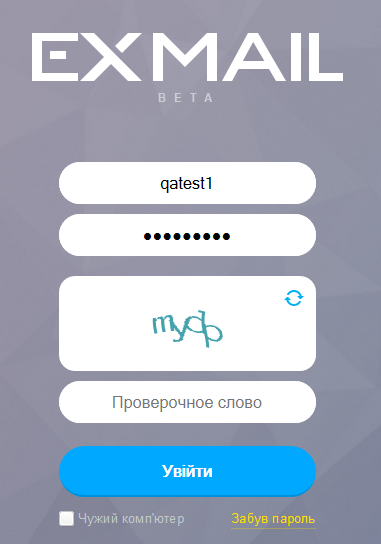 EXMAIL
BETA
qatest1
Проверочное слово
Увійти
Чужий комп'ютер
Забув пароль